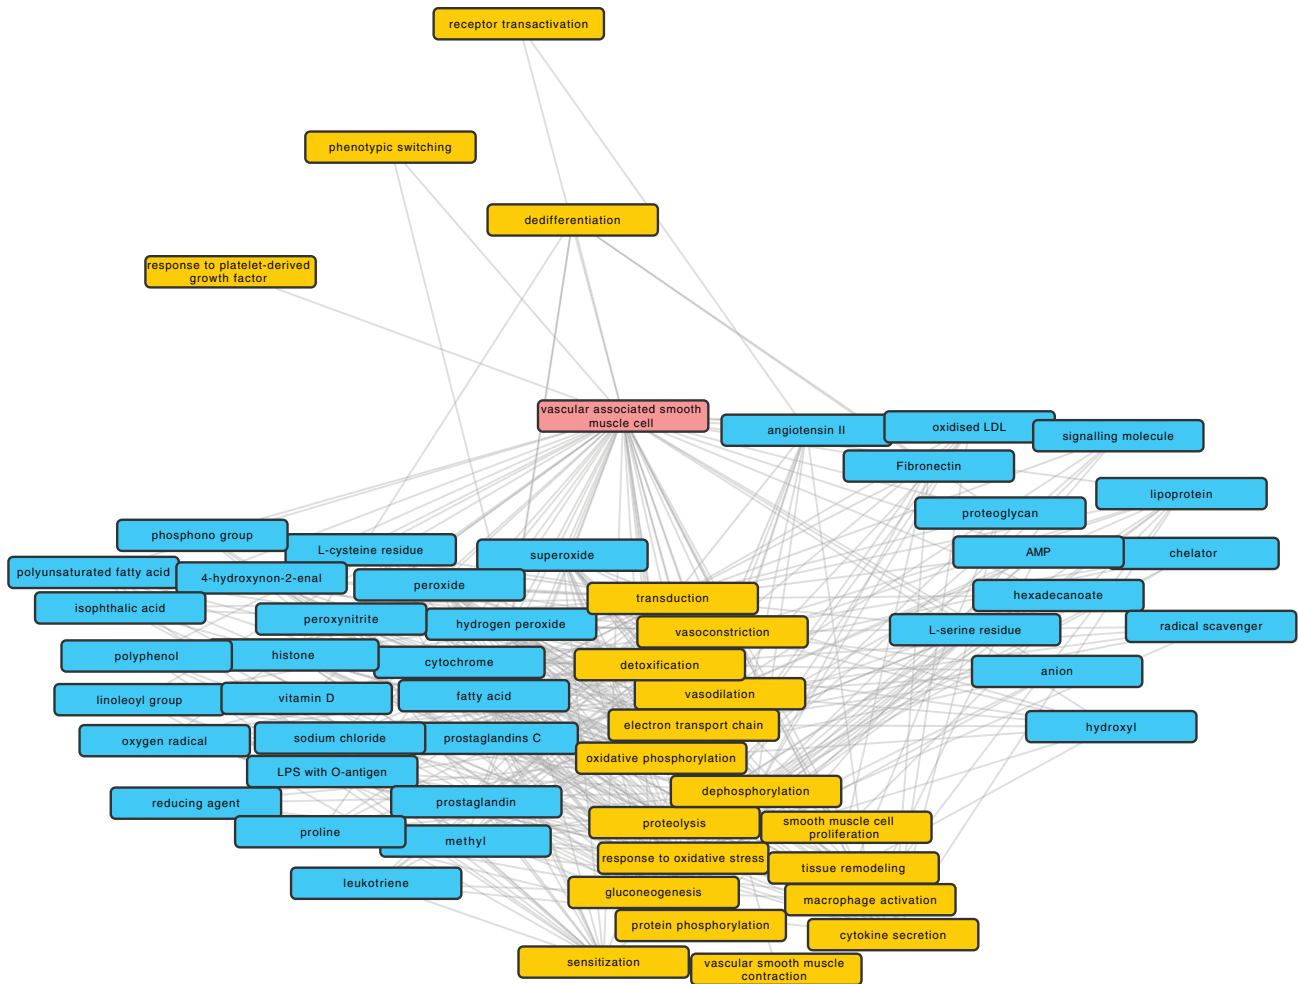 receptor transactivation
phenotypic switching
dedifferentiation
response to platelet-derived
growth factor
vascular associated smooth
muscle cell
angiotensin II
oxidised LDL
signalling molecule
Fibronectin
lipoprotein
proteoglycan
phosphono group
L-cysteine residue
superoxide
AMP
chelator
polyunsaturated fatty acid
4-hydroxynon-2-enal
peroxide
transduction
hexadecanoate
isophthalic acid
peroxynitrite
hydrogen peroxide
vasoconstriction
L-serine residue
radical scavenger
polyphenol
histone
cytochrome
detoxification
anion
linoleoyl group
vitamin D
fatty acid
vasodilation
electron transport chain
hydroxyl
oxygen radical
sodium chloride
prostaglandins C
oxidative phosphorylation
LPS with O-antigen
dephosphorylation
reducing agent
prostaglandin
proteolysis
smooth muscle cell
proliferation
proline
methyl
response to oxidative stress
tissue remodeling
leukotriene
gluconeogenesis
macrophage activation
protein phosphorylation
cytokine secretion
sensitization
vascular smooth muscle
contraction